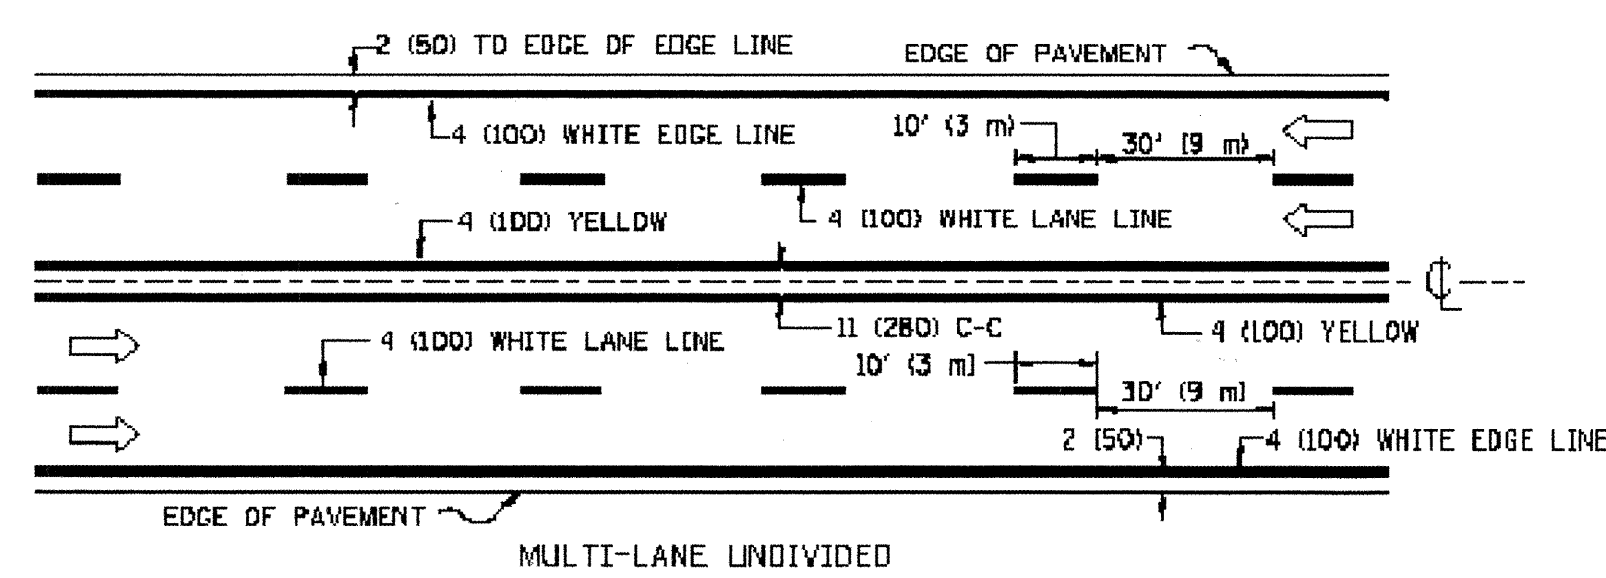 2 (50) TO EDGE OF EDGE LINE
EDGE OF PAVEMENT
4 (100) WHITE EDGE LINE
10' (3 m)
30' (9 m)
4 (100) YELLOW
4 (100) WHITE LANE LINE
11 (280) C-C
4 (100) YELLOW
4 (100) WHITE LANE LINE
10' (3 m)
30' (9 m)
2 (50)
4 (100) WHITE EDGE LINE
EDGE OF PAVEMENT
MULTI-LANE UNDIVIDED